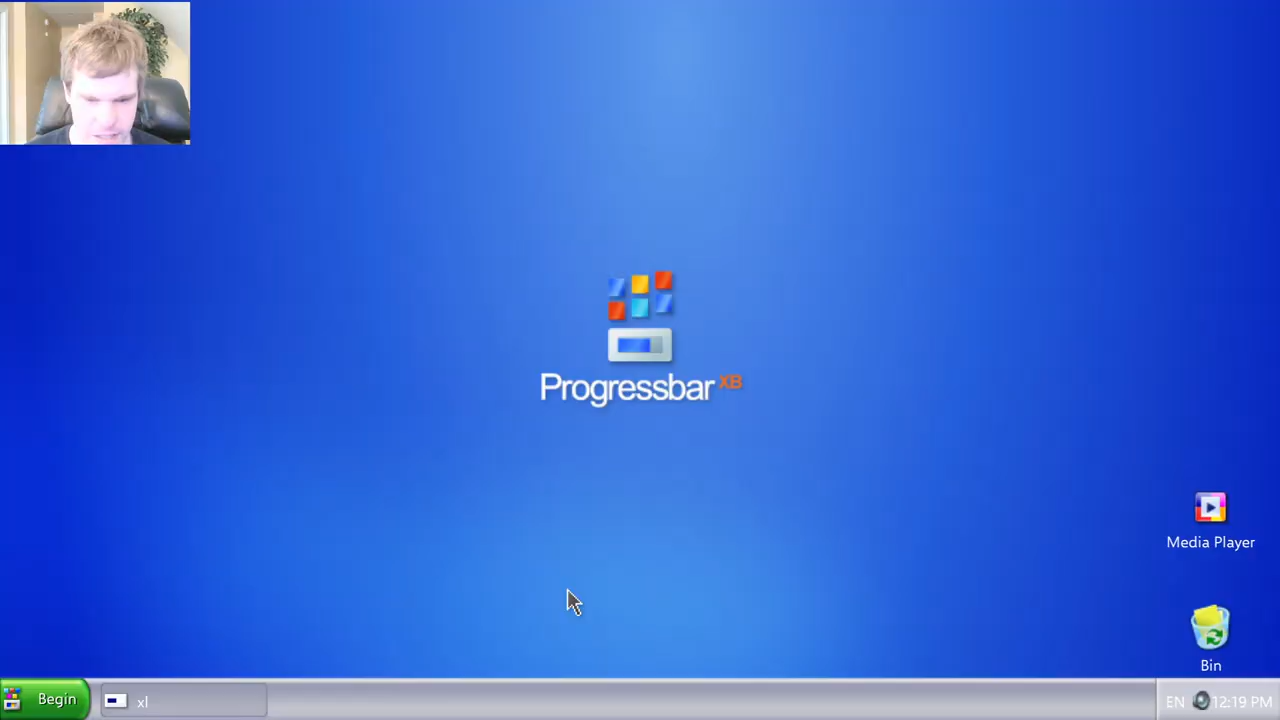 Progressbar XB
Media Player
Bin
Begin
xl
EN
12:19 PM